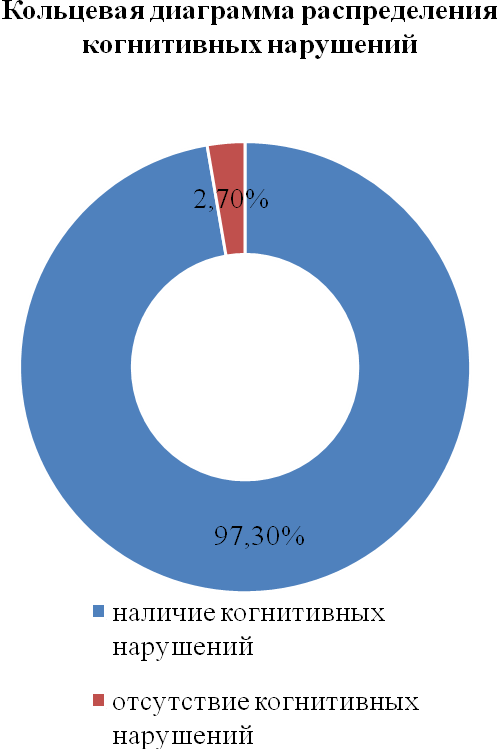 Кольцевая диаграмма распределения
когнитивных нарушений
2,70%
97,30%
наличие когнитивных
нарушений
отсутствие когнитивных
нарушений